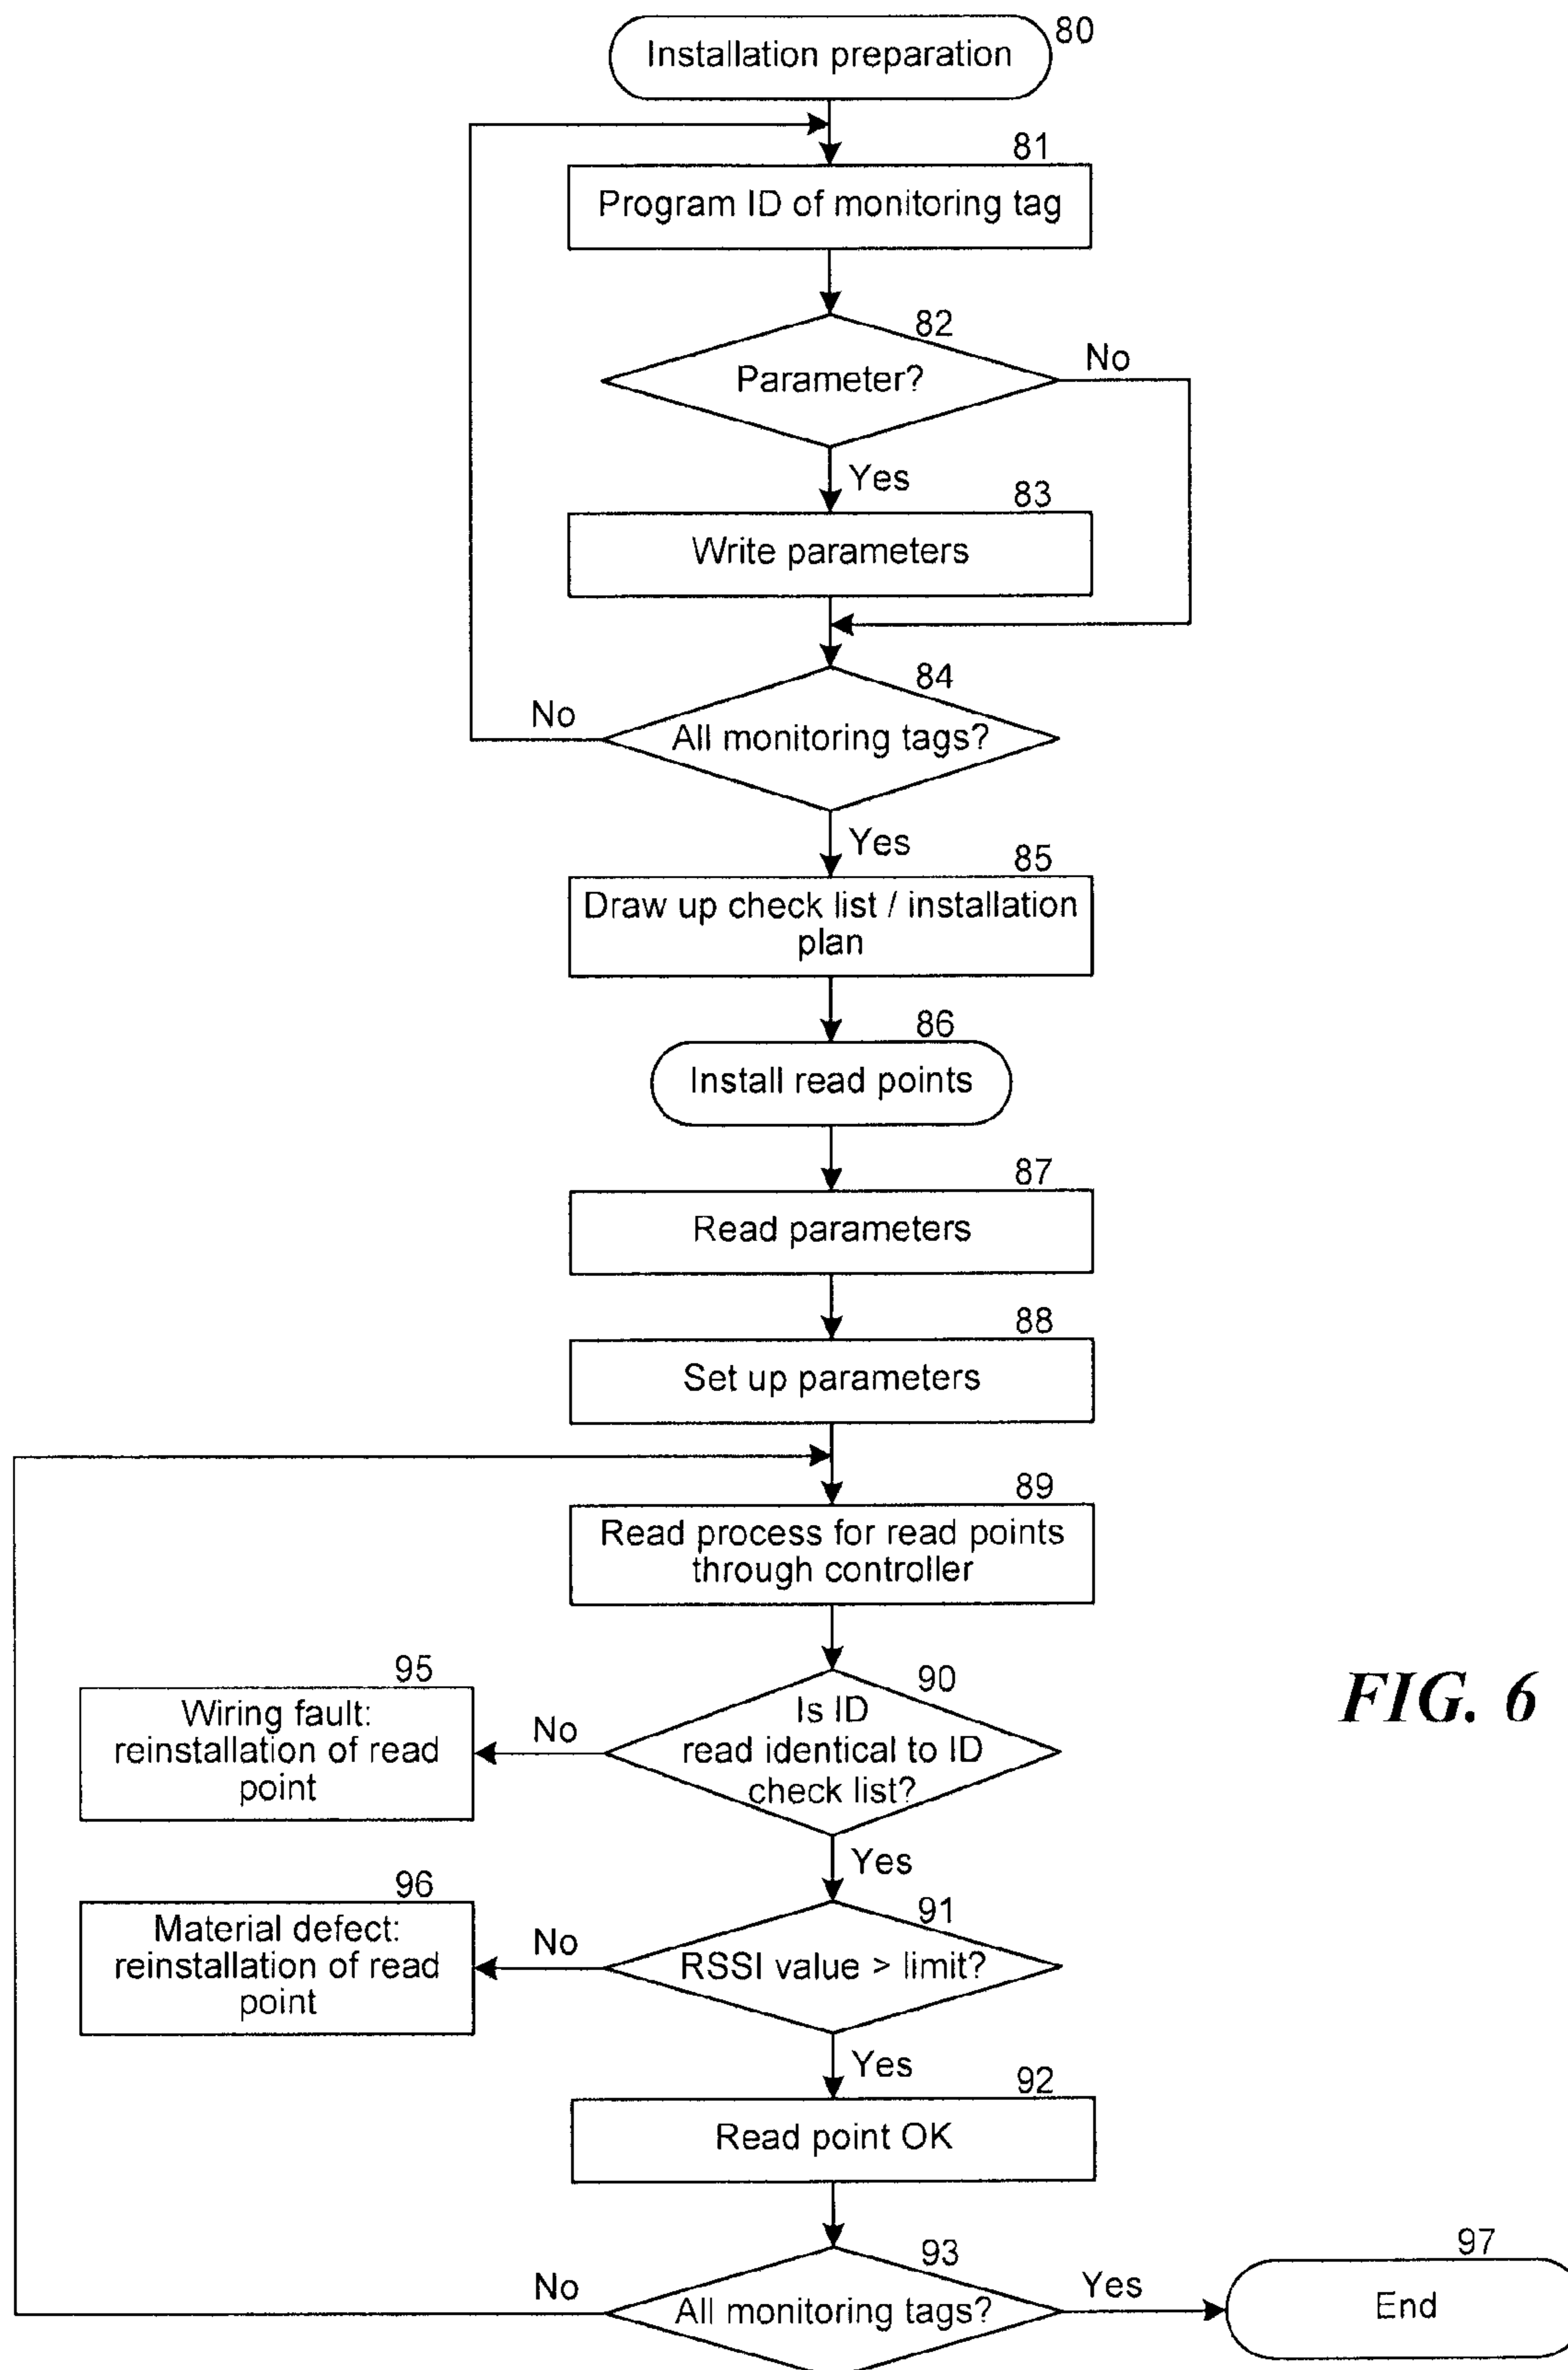 Installation preparation
80
81
Program ID of monitoring tag
82
Parameter?
No
Yes
83
Write parameters
84
All monitoring tags?
No
Yes
85
Draw up check list / installation
plan
86
Install read points
87
Read parameters
88
Set up parameters
89
Read process for read points
through controller
90
Is ID
read identical to ID
check list?
No
95
Wiring fault:
reinstallation of read
point
FIG. 6
Yes
91
RSSI value > limit?
No
96
Material defect:
reinstallation of read
point
Yes
92
Read point OK
93
All monitoring tags?
No
Yes
97
End